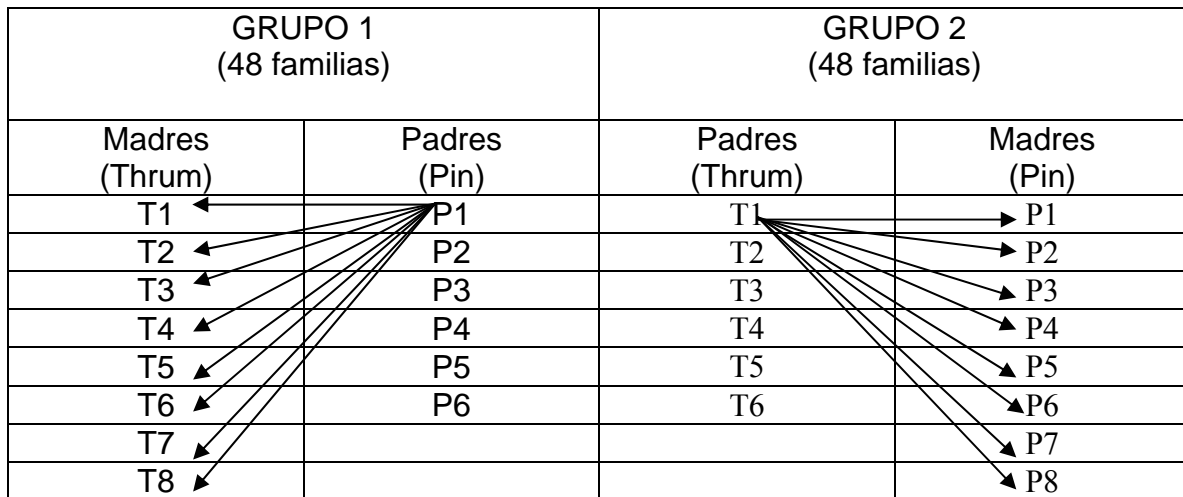 GRUPO 1
(48 familias)
GRUPO 2
(48 familias)
Madres
(Thrum)
Padres
(Pin)
Padres
(Thrum)
Madres
(Pin)
T1 P1 T1 P1
T2 P2 T2 P2
T3 P3 T3 P3
T4 P4 T4 P4
T5 P5 T5 P5
T6 P6 T6 P6
T7 P7
T8 P8